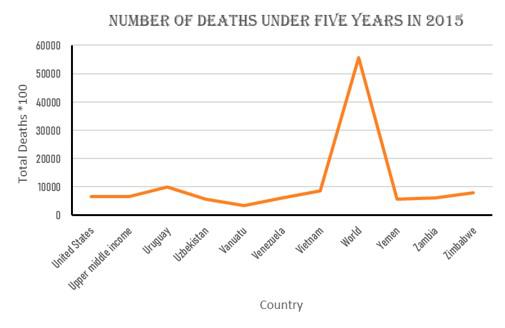 NUMBER OF DEATHS UNDER FIVE YEARS IN 2015
Total Deaths *100
60000
50000
40000
30000
20000
10000
0
United States
Upper middle income
Uruguay
Uzbekistan
Vanuatu
Venezuela
Vietnam
World
Yemen
Zambia
Zimbabwe
Country